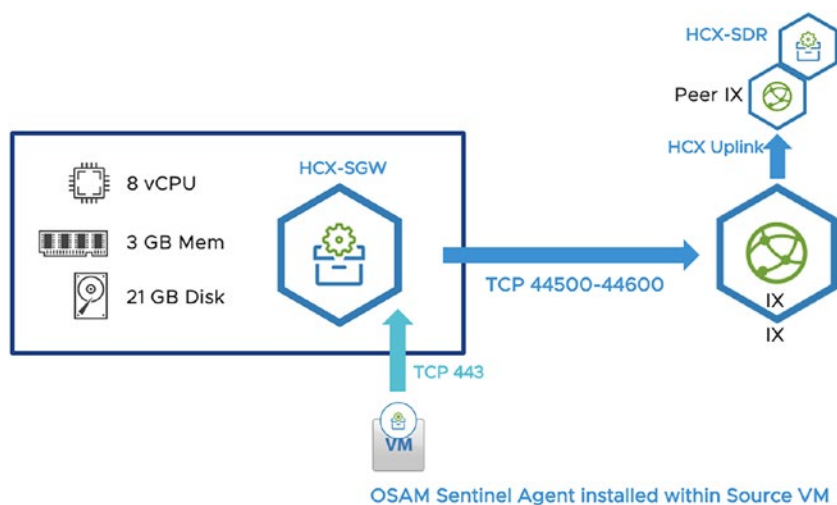 HCX-SDR
Peer IX
HCX Uplink
HCX-SGW
8 vCPU
3 GB Mem
21 GB Disk
TCP 44500-44600
IX
IX
TCP 443
VM
OSAM Sentinel Agent installed within Source VM